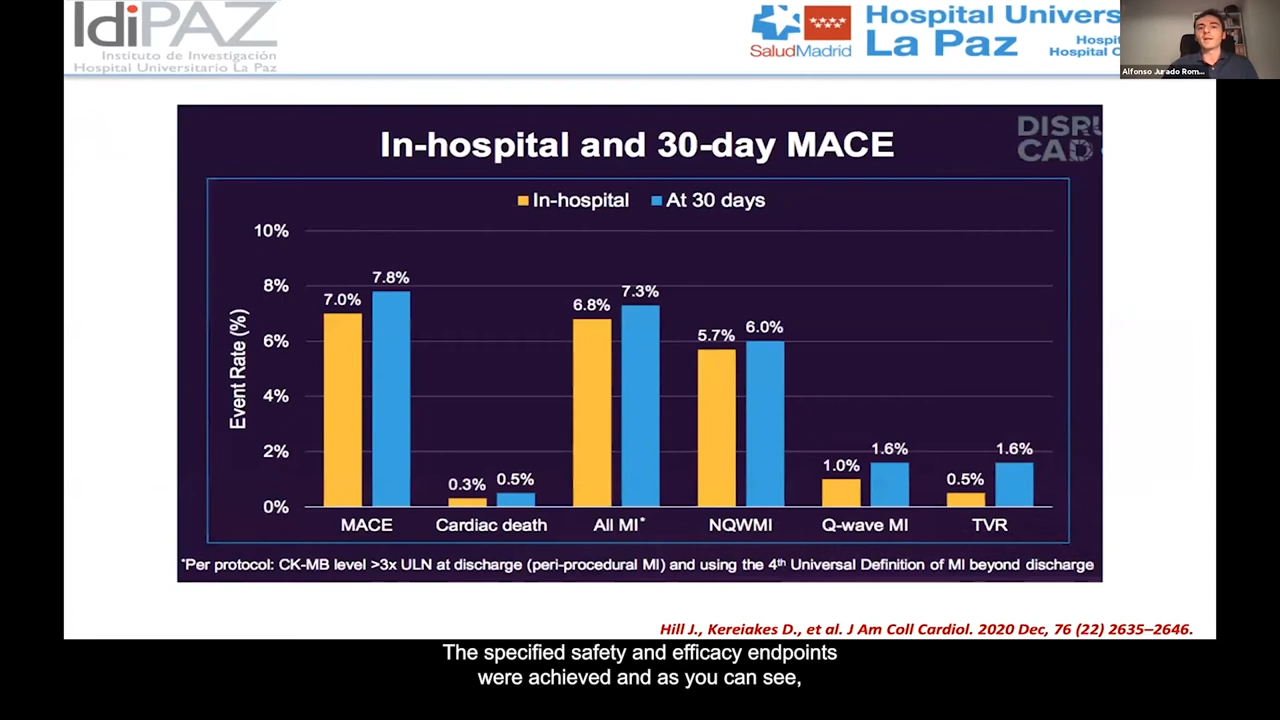 IdiPAZ
Instituto de Investigación
Hospital Universitario La Paz
SaludMadrid
Hospital Univers
La Paz
Hospit
Hospital C
Alfonso Jurado Rom...
In-hospital and 30-day MACE
DISRU
CAD
In-hospital At 30 days
10%
8%
6%
4%
2%
0%
Event Rate (%)
7.0% 7.8%
0.3% 0.5%
6.8% 7.3%
5.7% 6.0%
1.0% 1.6%
0.5% 1.6%
MACE Cardiac death All MI* NQWMI Q-wave MI TVR
*Per protocol: CK-MB level >3x ULN at discharge (peri-procedural MI) and using the 4th Universal Definition of MI beyond discharge
Hill J., Kereiakes D., et al. J Am Coll Cardiol. 2020 Dec, 76 (22) 2635–2646.
The specified safety and efficacy endpoints
were achieved and as you can see,